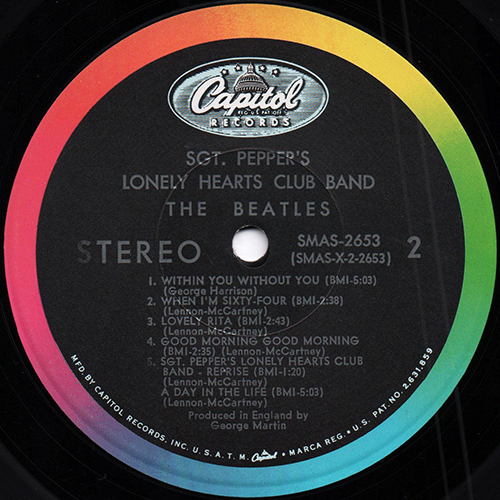 Capitol
REG. U.S. PAT. OFF.
RECORDS
SGT. PEPPER'S
LONELY HEARTS CLUB BAND
THE BEATLES
STEREO
SMAS-2653
(SMAS-X-2-2653)
2
1. WITHIN YOU WITHOUT YOU (BMI-5:03)
(George Harrison)
2. WHEN I'M SIXTY-FOUR (BMI-2:38)
(Lennon-McCartney)
3. LOVELY RITA (BMI-2:43)
(Lennon-McCartney)
4. GOOD MORNING GOOD MORNING
(BMI-2:35) (Lennon-McCartney)
5. SGT. PEPPER'S LONELY HEARTS CLUB
BAND - REPRISE (BMI-1:20)
(Lennon-McCartney)
A DAY IN THE LIFE (BMI-5:03)
(Lennon-McCartney)
Produced in England by
George Martin
MFD. BY CAPITOL RECORDS, INC. U.S.A. T.M. Capitol • MARCA REG. • U.S. PAT. NO. 2,631,859